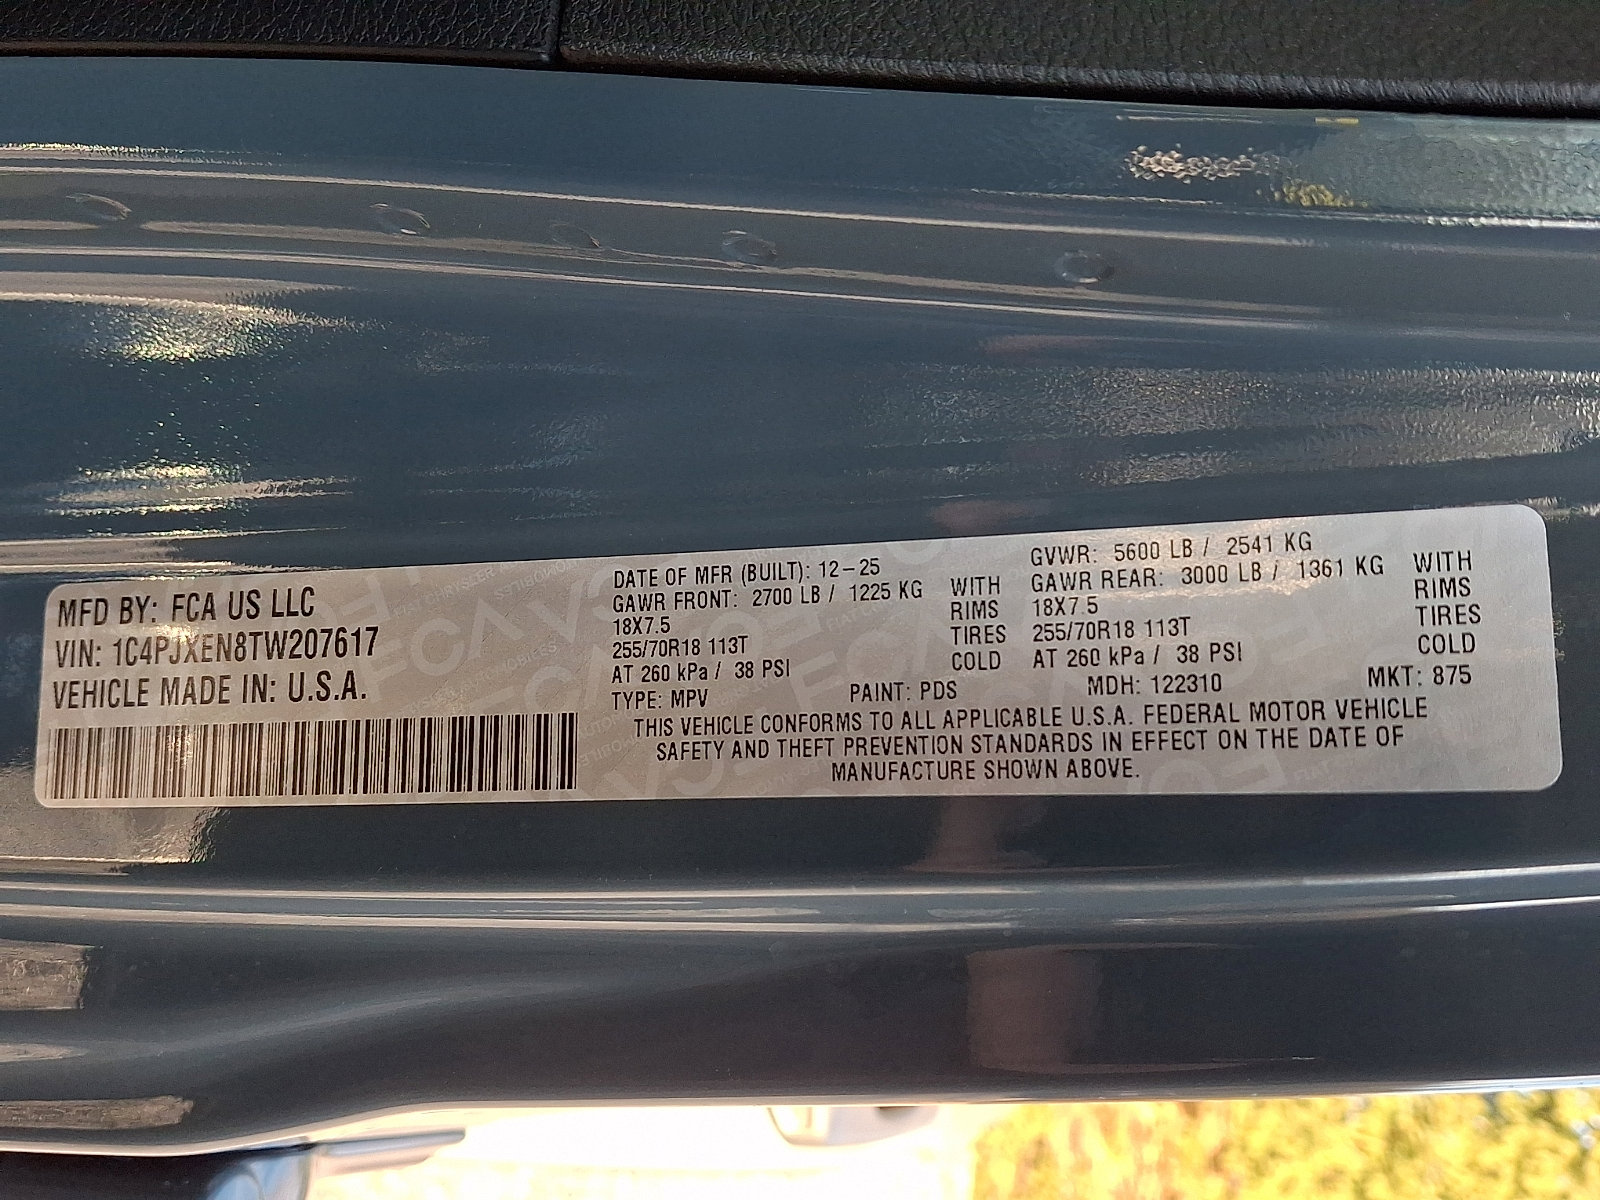 MFD BY: FCA US LLC
VIN: 1C4PJXEN8TW207617
VEHICLE MADE IN: U.S.A.
DATE OF MFR (BUILT): 12-25
GAWR FRONT: 2700 LB / 1225 KG WITH
18X7.5 RIMS
255/70R18 113T TIRES
AT 260 kPa / 38 PSI COLD
GVWR: 5600 LB / 2541 KG
GAWR REAR: 3000 LB / 1361 KG WITH
18X7.5 RIMS
255/70R18 113T TIRES
AT 260 kPa / 38 PSI COLD
TYPE: MPV PAINT: PDS MDH: 122310 MKT: 875
THIS VEHICLE CONFORMS TO ALL APPLICABLE U.S.A. FEDERAL MOTOR VEHICLE
SAFETY AND THEFT PREVENTION STANDARDS IN EFFECT ON THE DATE OF
MANUFACTURE SHOWN ABOVE.